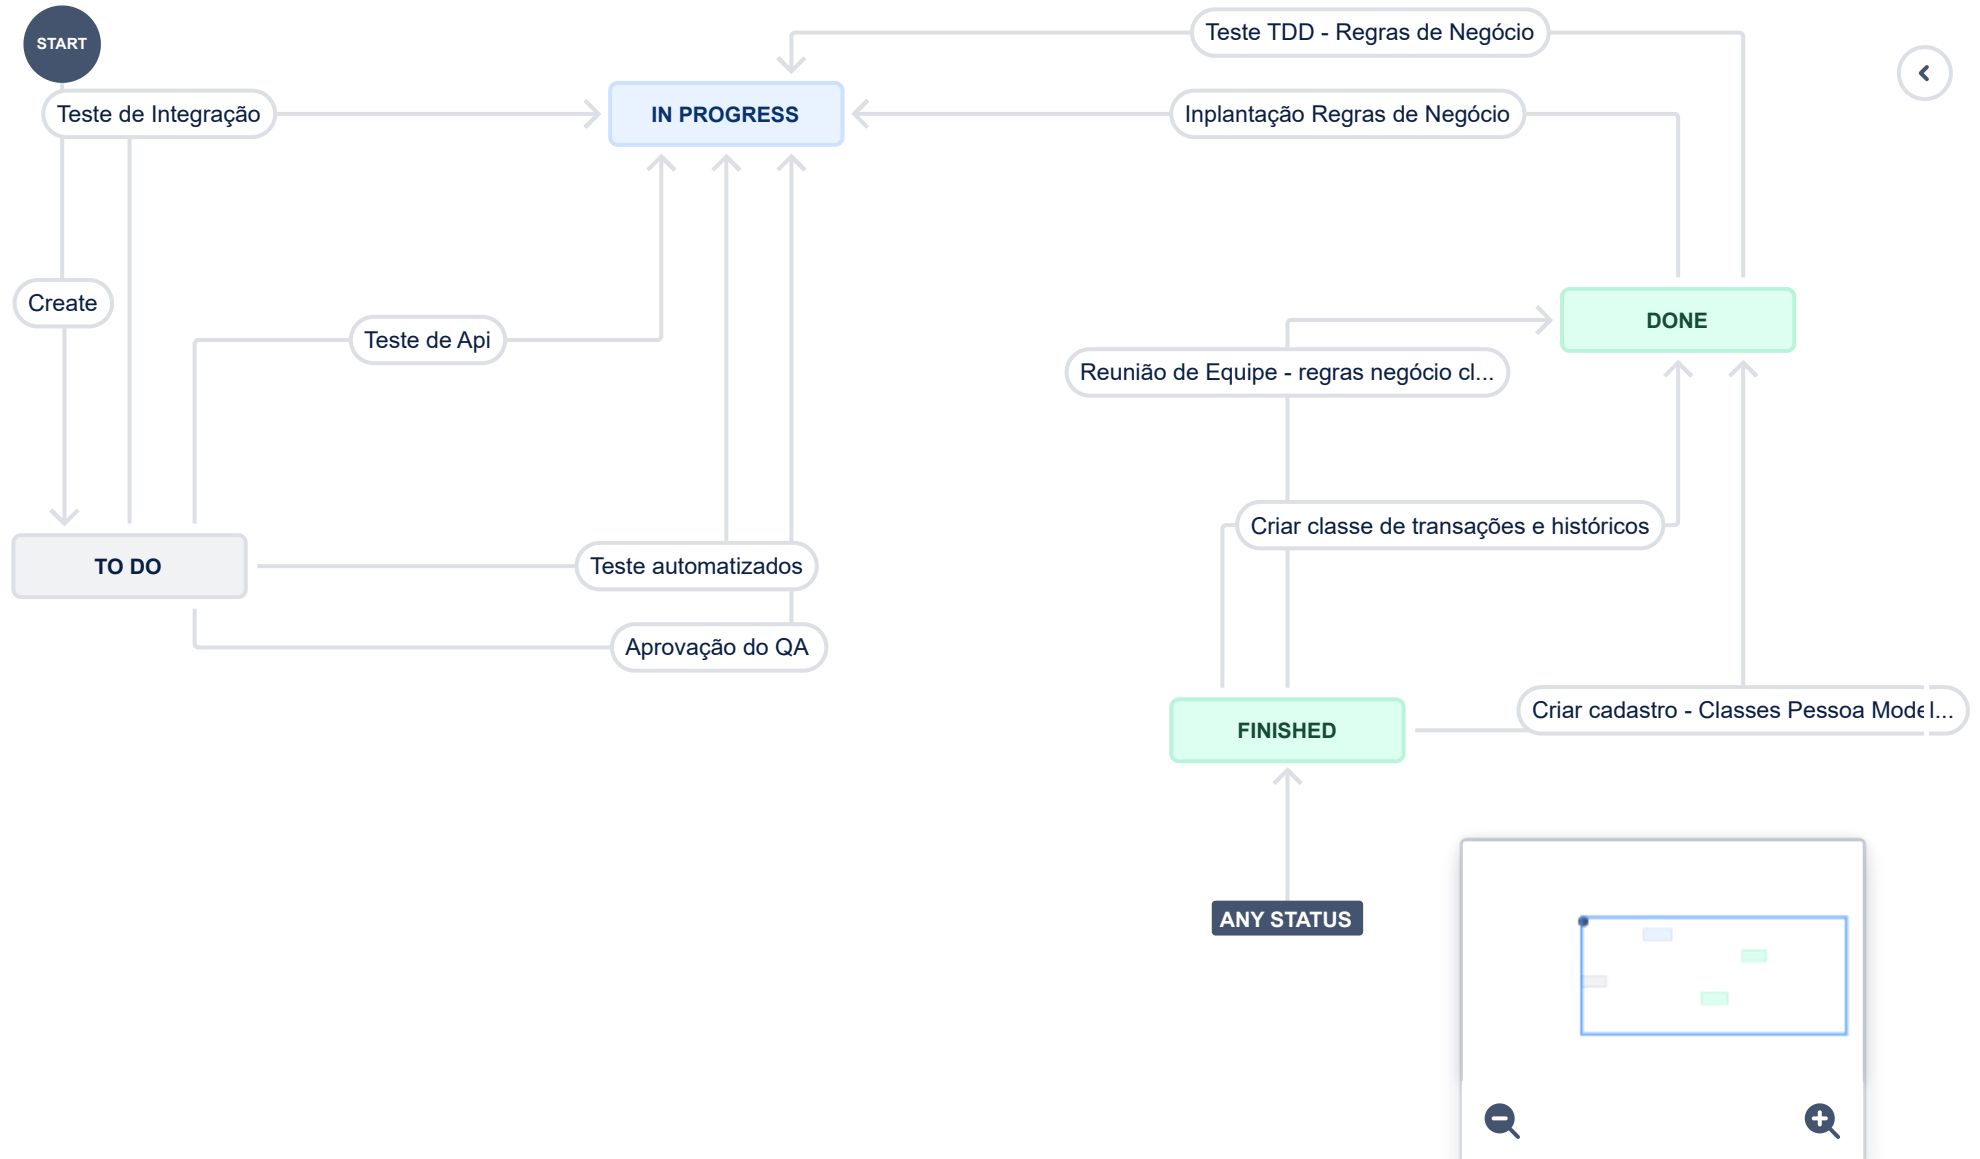 START
Teste TDD - Regras de Negócio
Teste de Integração
IN PROGRESS
Inplantação Regras de Negócio
Create
DONE
Teste de Api
Reunião de Equipe - regras negócio cl...
Criar classe de transações e históricos
TO DO
Teste automatizados
Aprovação do QA
Criar cadastro - Classes Pessoa Model...
FINISHED
ANY STATUS